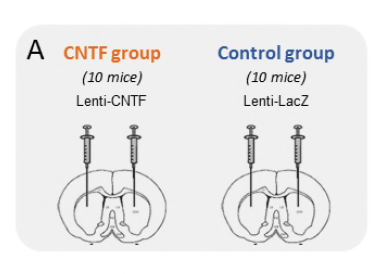 A
CNTF group
(10 mice)
Lenti-CNTF
Control group
(10 mice)
Lenti-LacZ